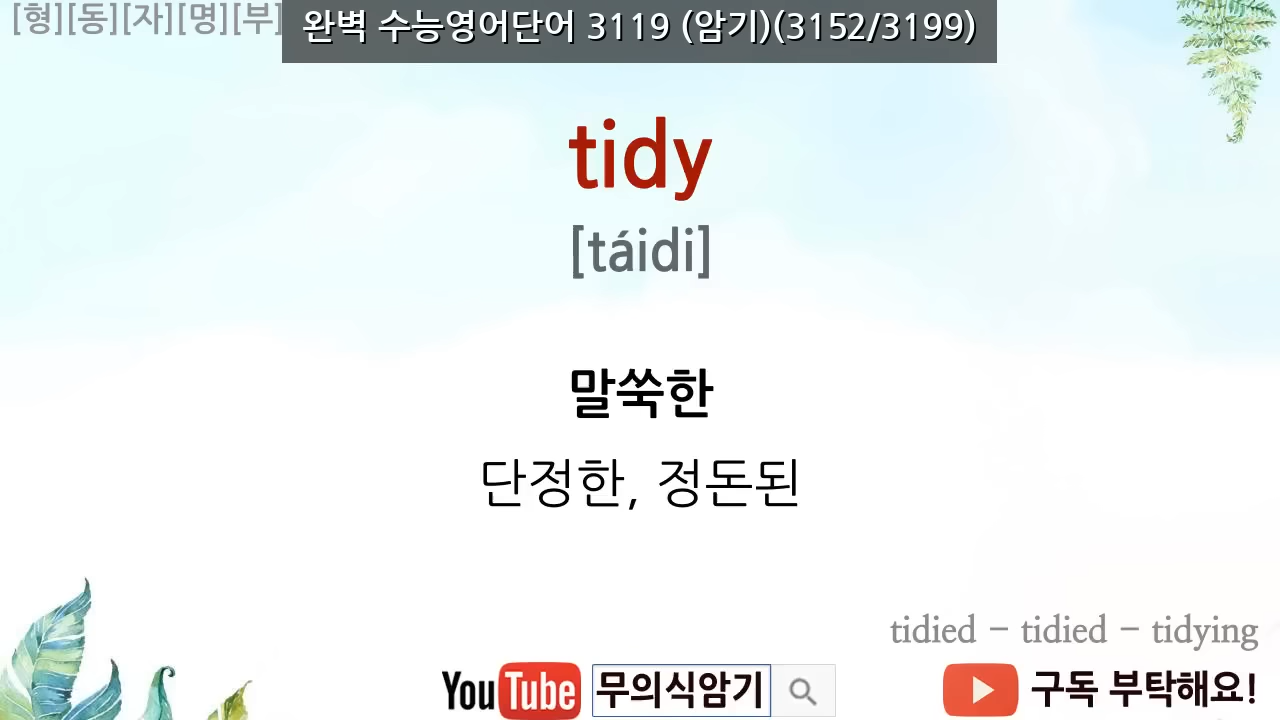 [형][동][자][명][부]
완벽 수능영어단어 3119 (암기)(3152/3199)
tidy
[táidi]
말쑥한
단정한, 정돈된
tidied - tidied - tidying
YouTube 무의식암기
구독 부탁해요!